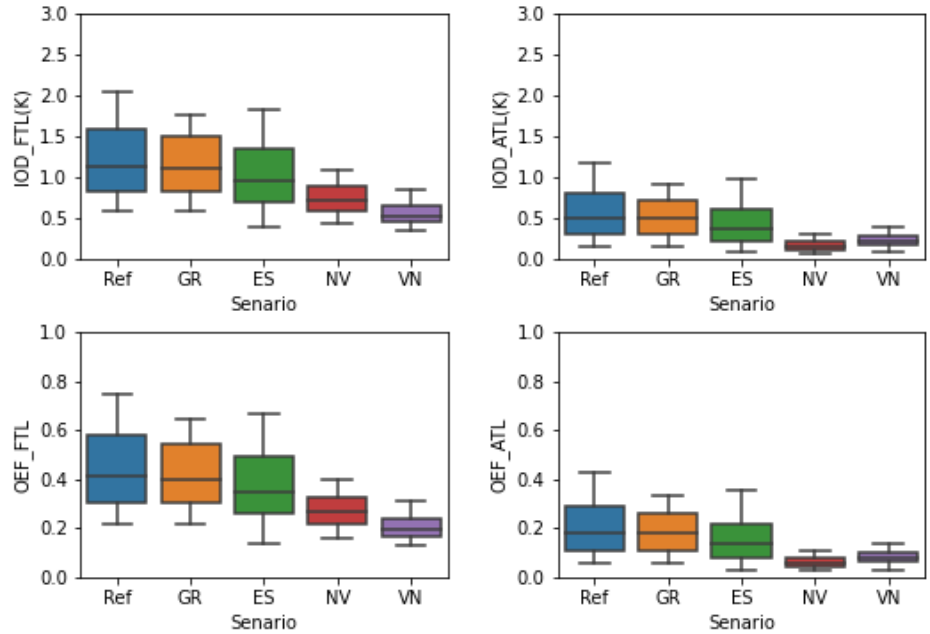 3.0
2.5
2.0
1.5
1.0
0.5
0.0
IOD_FTL(K)
Ref GR ES NV VN
Senario
3.0
2.5
2.0
1.5
1.0
0.5
0.0
IOD_ATL(K)
Ref GR ES NV VN
Senario
1.0
0.8
0.6
0.4
0.2
0.0
OEF_FTL
Ref GR ES NV VN
Senario
1.0
0.8
0.6
0.4
0.2
0.0
OEF_ATL
Ref GR ES NV VN
Senario